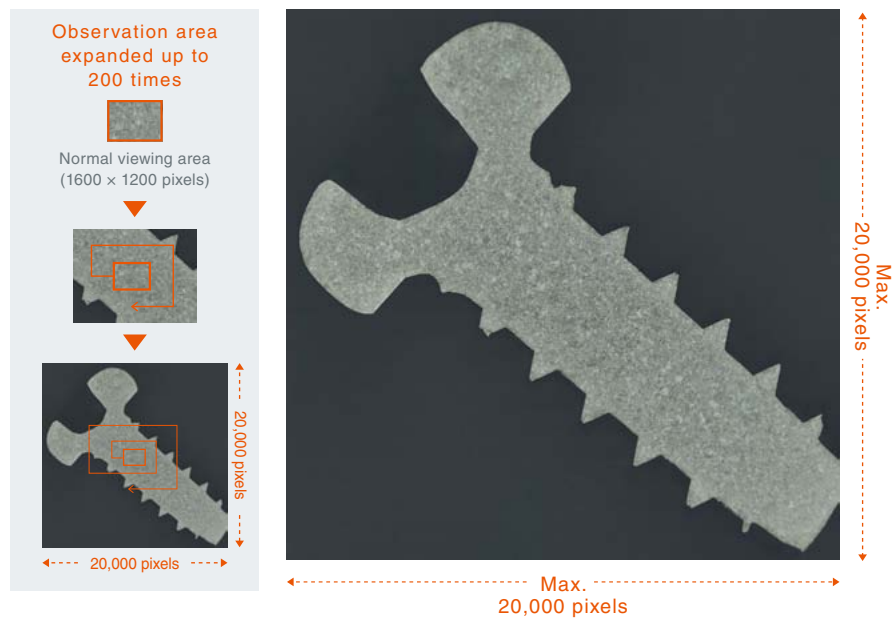 Observation area
expanded up to
200 times
Normal viewing area
(1600 × 1200 pixels)
20,000 pixels
20,000 pixels
Max.
20,000 pixels
Max.
20,000 pixels